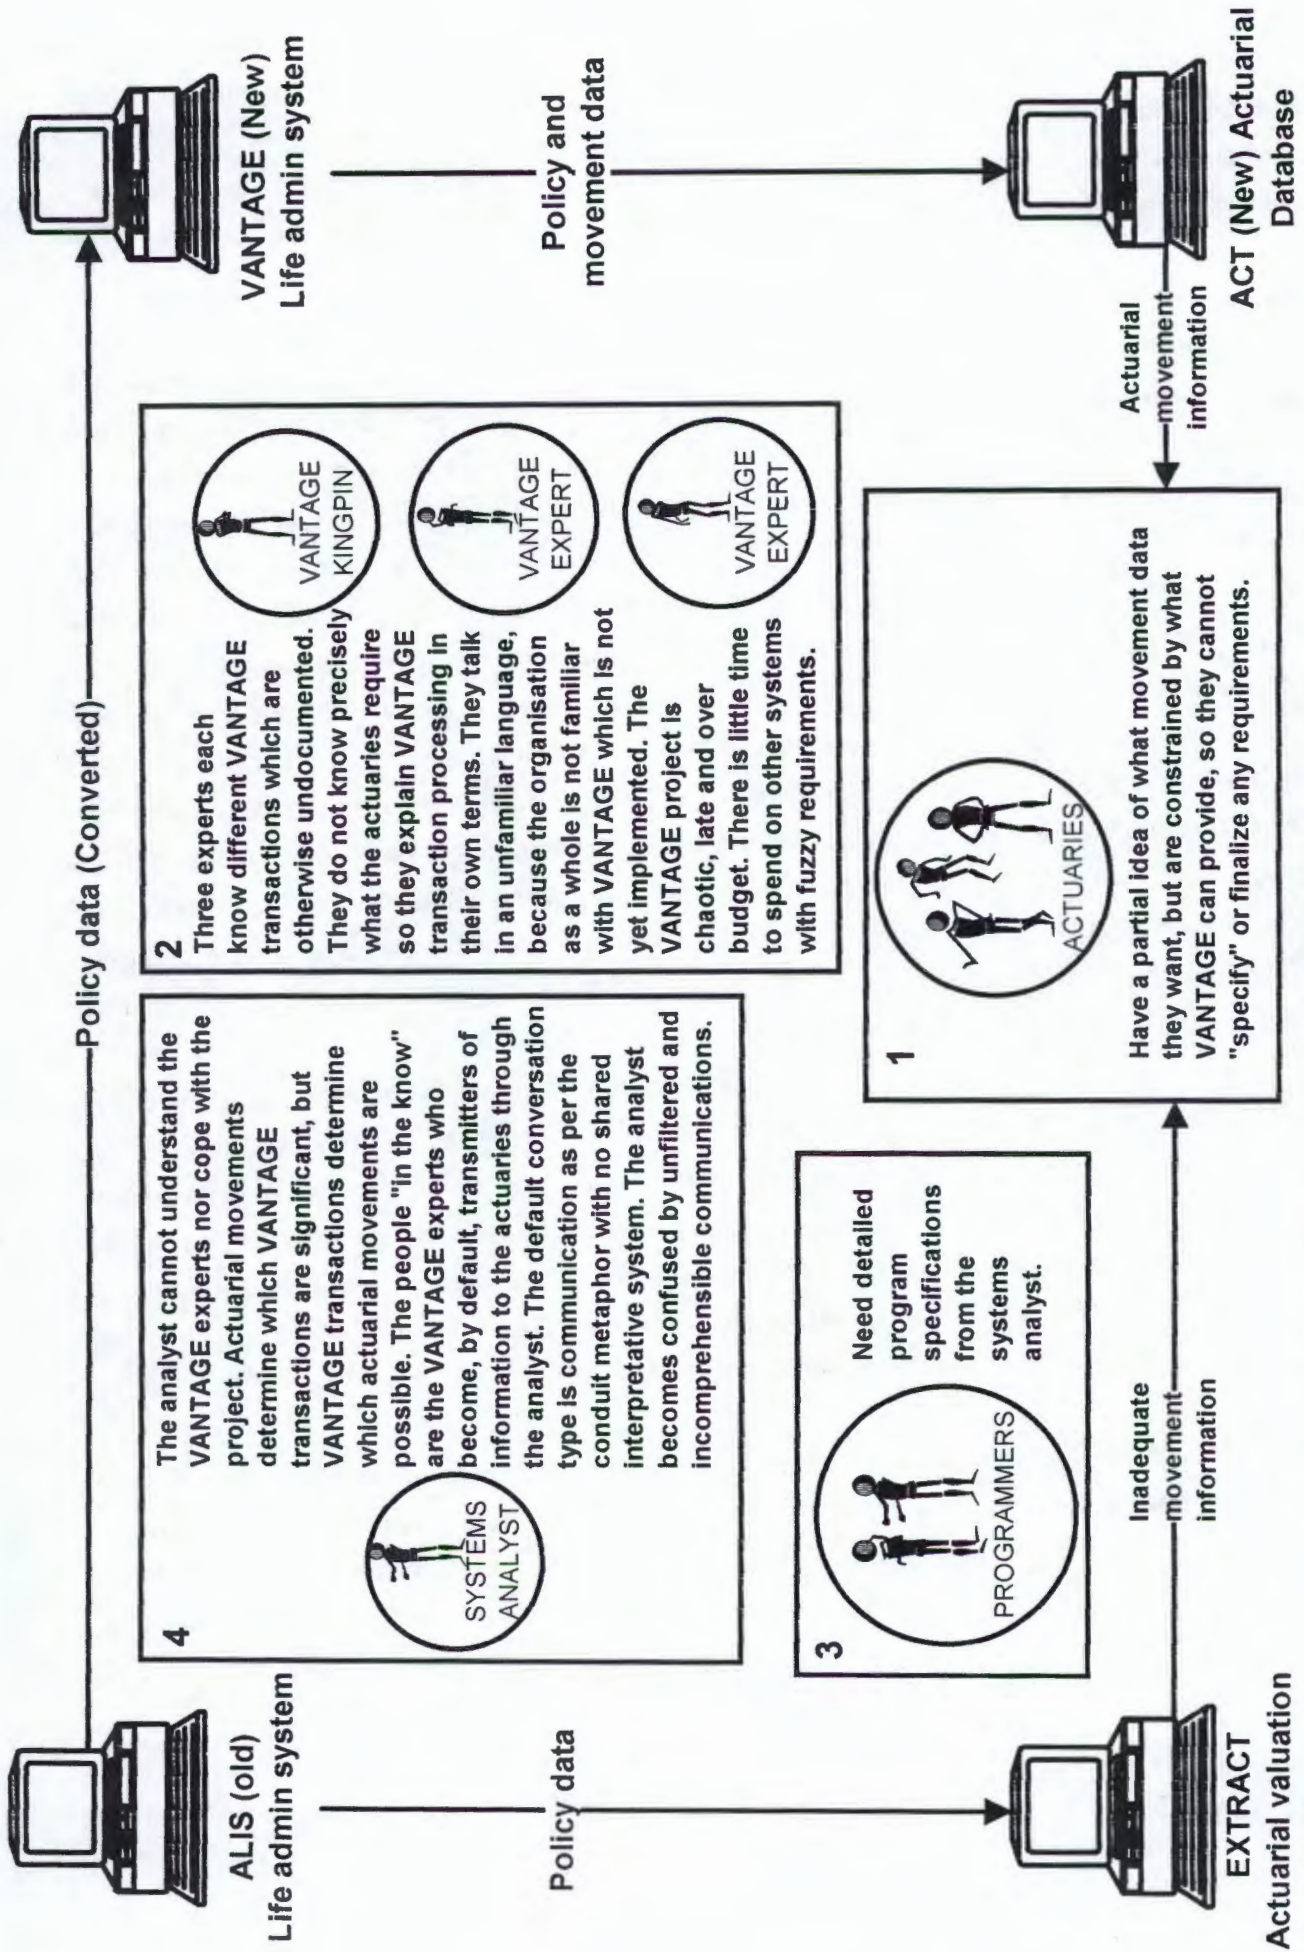 Policy data (Converted)
ALIS (old)
Life admin system
VANTAGE (New)
Life admin system
4
The analyst cannot understand the
VANTAGE experts nor cope with the
project. Actuarial movements
determine which VANTAGE
transactions are significant, but
VANTAGE transactions determine
which actuarial movements are
possible. The people "in the know"
are the VANTAGE experts who
become, by default, transmitters of
information to the actuaries through
the analyst. The default conversation
type is communication as per the
conduit metaphor with no shared
interpretative system. The analyst
becomes confused by unfiltered and
incomprehensible communications.
SYSTEMS
ANALYST
2
Three experts each
know different VANTAGE
transactions which are
otherwise undocumented.
They do not know precisely
what the actuaries require
so they explain VANTAGE
transaction processing in
their own terms. They talk
in an unfamiliar language,
because the organisation
as a whole is not familiar
with VANTAGE which is not
yet implemented. The
VANTAGE project is
chaotic, late and over
budget. There is little time
to spend on other systems
with fuzzy requirements.
VANTAGE
KINGPIN
VANTAGE
EXPERT
VANTAGE
EXPERT
Policy data
Policy and
movement data
3
PROGRAMMERS
Need detailed
program
specifications
from the
systems
analyst.
1
ACTUARIES
Have a partial idea of what movement data
they want, but are constrained by what
VANTAGE can provide, so they cannot
"specify" or finalize any requirements.
Inadequate
movement
information
Actuarial
movement
information
EXTRACT
Actuarial valuation
ACT (New) Actuarial
Database